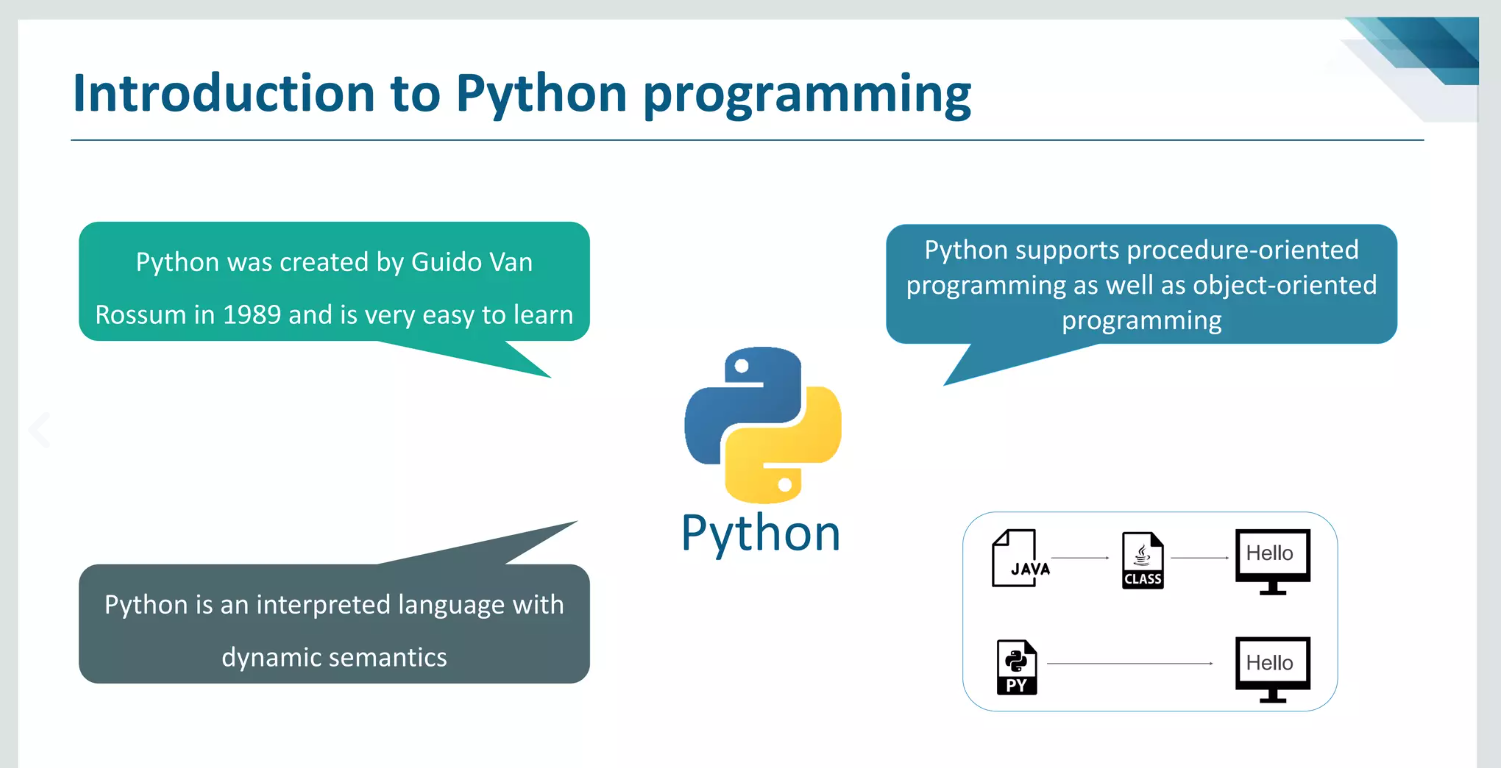 Introduction to Python programming
Python was created by Guido Van
Rossum in 1989 and is very easy to learn
Python supports procedure-oriented
programming as well as object-oriented
programming
Python
Python is an interpreted language with
dynamic semantics
JAVA
CLASS
Hello
PY
Hello